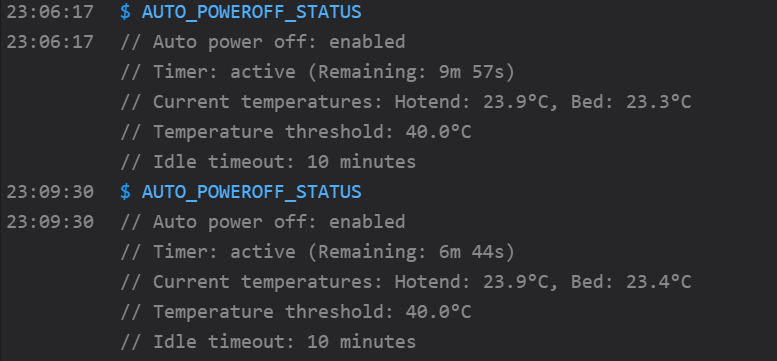 23:06:17 $ AUTO_POWEROFF_STATUS
23:06:17 // Auto power off: enabled
// Timer: active (Remaining: 9m 57s)
// Current temperatures: Hotend: 23.9°C, Bed: 23.3°C
// Temperature threshold: 40.0°C
// Idle timeout: 10 minutes
23:09:30 $ AUTO_POWEROFF_STATUS
23:09:30 // Auto power off: enabled
// Timer: active (Remaining: 6m 44s)
// Current temperatures: Hotend: 23.9°C, Bed: 23.4°C
// Temperature threshold: 40.0°C
// Idle timeout: 10 minutes